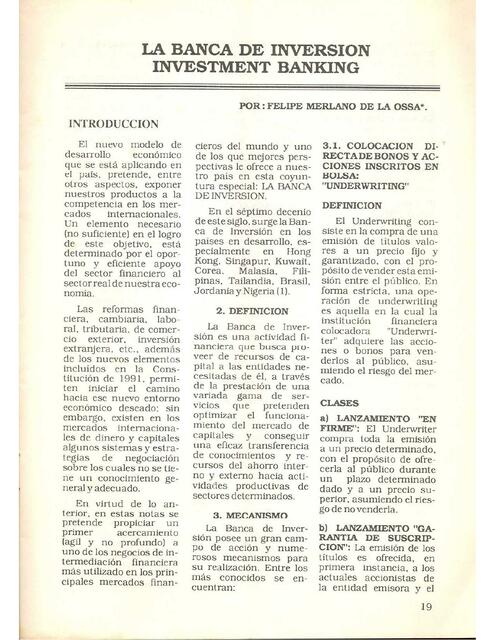 LA BANCA DE INVERSION
INVESTMENT BANKING
POR: FELIPE MERLANO DE LA OSSA*.
INTRODUCCION
El nuevo modelo de
desarrollo económico
que se está aplicando en
el país, pretende, entre
otros aspectos, exponer
nuestros productos a la
competencia en los mer-
cados internacionales.
Un elemento necesario
(no suficiente) en el logro
de este objetivo, está
determinado por el opor-
tuno y eficiente apoyo
del sector financiero al
sector real de nuestra eco-
nomía.
Las reformas finan-
ciera, cambiaria, labo-
ral, tributaria, de comer-
cio exterior, inversión
extranjera, etc., además
de los nuevos elementos
incluidos en la Cons-
titución de 1991, permi-
ten iniciar el camino
hacia ese nuevo entorno
económico deseado; sin
embargo, existen en los
mercados internaciona-
les de dinero y capitales
algunos sistemas y estra-
tegias de negociación
sobre los cuales no se tie-
ne un conocimiento ge-
neral y adecuado.
En virtud de lo an-
terior, en estas notas se
pretende propiciar un
primer acercamiento
(agil y no profundo) a
uno de los negocios de in-
termediación financiera
más utilizado en los prin-
cipales mercados finan-
cieros del mundo y uno
de los que mejores pers-
pectivas le ofrece a nues-
tro país en esta coyun-
tura especial: LA BANCA
DE INVERSION.
En el séptimo decenio
de este siglo, surge la Ban-
ca de Inversión en los
países en desarrollo, es-
pecialmente en Hong
Kong, Singapur, Kuwait,
Corea, Malasia, Fili-
pinas, Tailandia, Brasil,
Jordania y Nigeria (1).
2. DEFINICION
La Banca de Inver-
sión es una actividad fi-
nanciera que busca pro-
veer de recursos de ca-
pital a las entidades ne-
cesitadas de él, a través
de la prestación de una
variada gama de ser-
vicios que pretenden
optimizar el funciona-
miento del mercado de
capitales y conseguir
una eficaz transferencia
de conocimientos y re-
cursos del ahorro inter-
no y externo hacia acti-
vidades productivas de
sectores determinados.
3. MECANISMO
La Banca de Inver-
sión posee un gran cam-
po de acción y nume-
rosos mecanismos para
su realización. Entre los
más conocidos se en-
cuentran:
3.1. COLOCACION DI-
RECTA DE BONOS Y AC-
CIONES INSCRITOS EN
BOLSA:
"UNDERWRITING"
DEFINICION
El Underwriting con-
siste en la compra de una
emisión de títulos valo-
res a un precio fijo y
garantizado, con el pro-
pósito de vender esta emi-
sión entre el público. En
forma estricta, una ope-
ración de underwriting
es aquella en la cual la
institución financiera
colocadora "Underwri-
ter" adquiere las accio-
nes o bonos para ven-
derlos al público, asu-
miendo el riesgo del mer-
cado.
CLASES
a) LANZAMIENTO "EN
FIRME": El Underwriter
compra toda la emisión
a un precio determinado,
con el propósito de ofre-
cerla al público durante
un plazo determinado
dado y a un precio su-
perior, asumiendo el ries-
go de no venderla.
b) LANZAMIENTO "GA-
RANTIA DE SUSCRIP-
CION": La emisión de los
títulos es ofrecida, en
primera instancia, a los
actuales accionistas de
la entidad emisora y el
19